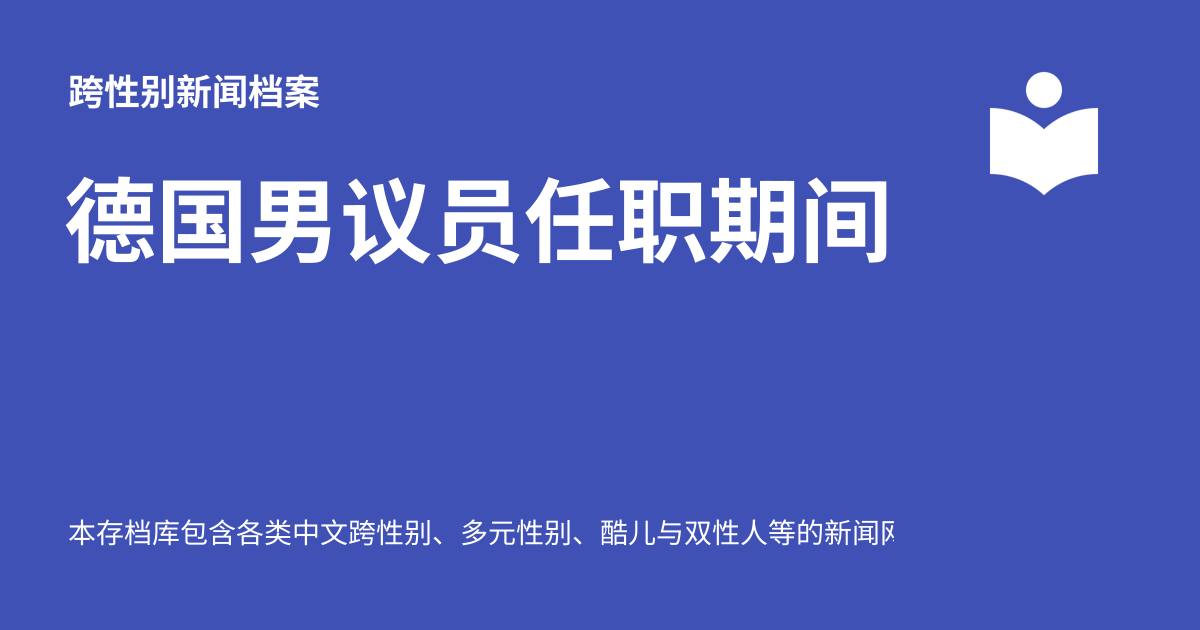 跨性别新闻档案
德国男议员任职期间
本存档库包含各类中文跨性别、多元性别、酷儿与双性人等的新闻